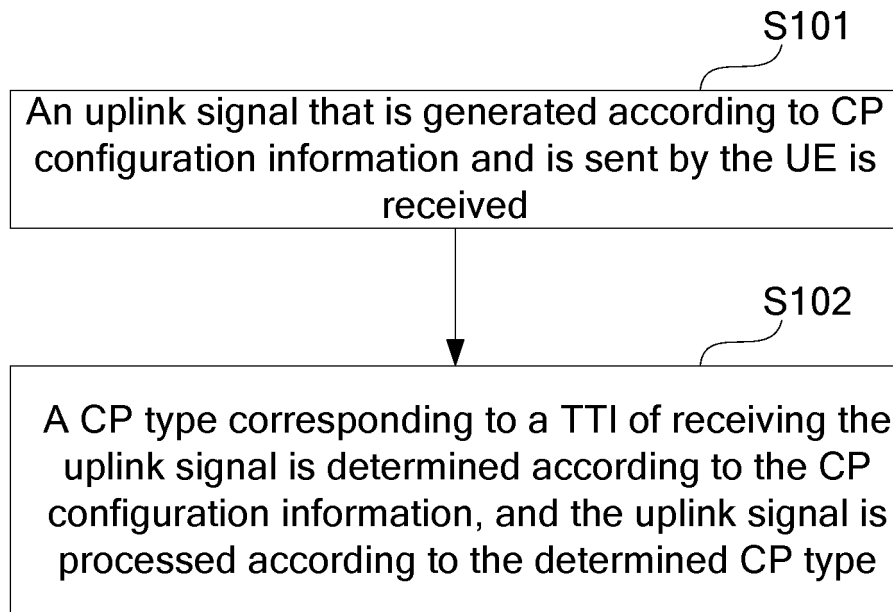 S101
An uplink signal that is generated according to CP
configuration information and is sent by the UE is
received
S102
A CP type corresponding to a TTI of receiving the
uplink signal is determined according to the CP
configuration information, and the uplink signal is
processed according to the determined CP type